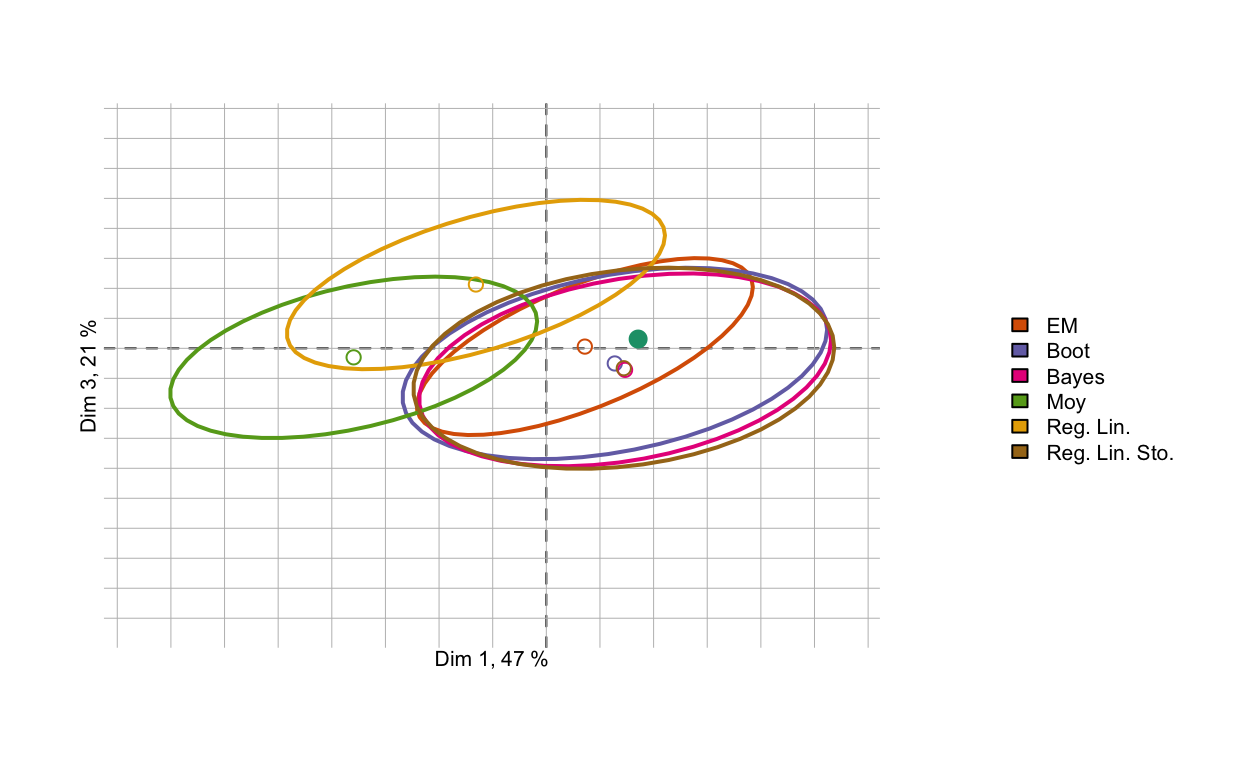 Dim 3, 21 %
Dim 1, 47 %
EM
Boot
Bayes
Moy
Reg. Lin.
Reg. Lin. Sto.